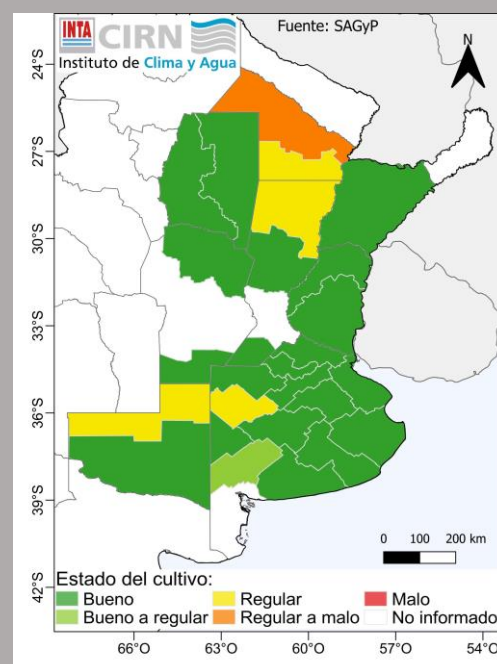 INTA CIRN
Instituto de Clima y Agua
Fuente: SAGyP
N
24°S
27°S
30°S
33°S
36°S
39°S
42°S
0 100 200 km
Estado del cultivo:
Bueno Regular Malo
Bueno a regular Regular a malo No informado
66°O 63°O 60°O 57°O 54°O